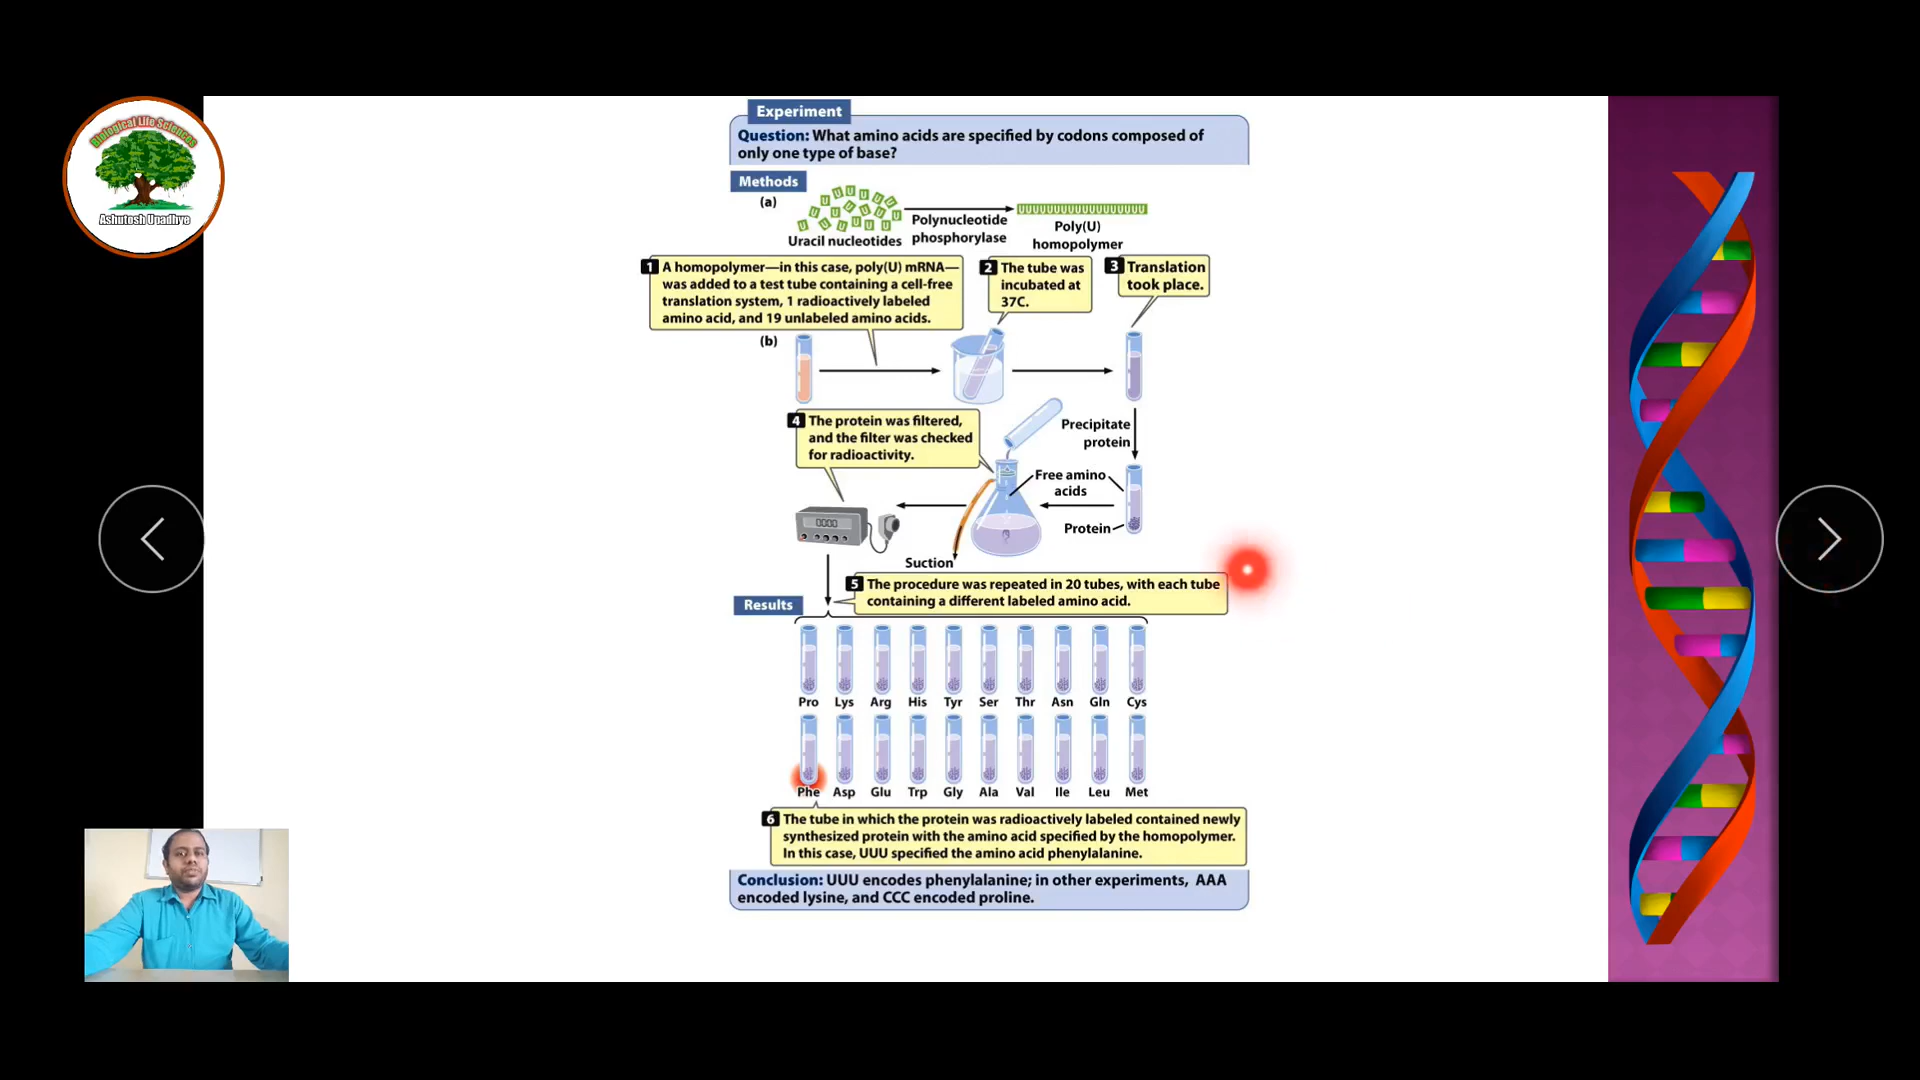 Biological Life Sciences
Ashutosh Upadhye
Experiment
Question: What amino acids are specified by codons composed of
only one type of base?
Methods
(a)
UUUUUUUUUUUUUUUUUU
Uracil nucleotides
Polynucleotide
phosphorylase
Poly(U)
homopolymer
1 A homopolymer—in this case, poly(U) mRNA—
was added to a test tube containing a cell-free
translation system, 1 radioactively labeled
amino acid, and 19 unlabeled amino acids.
2 The tube was
incubated at
37C.
3 Translation
took place.
(b)
4 The protein was filtered,
and the filter was checked
for radioactivity.
Precipitate
protein
Free amino
acids
Protein
0000
Suction
5 The procedure was repeated in 20 tubes, with each tube
containing a different labeled amino acid.
Results
Pro Lys Arg His Tyr Ser Thr Asn Gln Cys
Phe Asp Glu Trp Gly Ala Val Ile Leu Met
6 The tube in which the protein was radioactively labeled contained newly
synthesized protein with the amino acid specified by the homopolymer.
In this case, UUU specified the amino acid phenylalanine.
Conclusion: UUU encodes phenylalanine; in other experiments, AAA
encoded lysine, and CCC encoded proline.